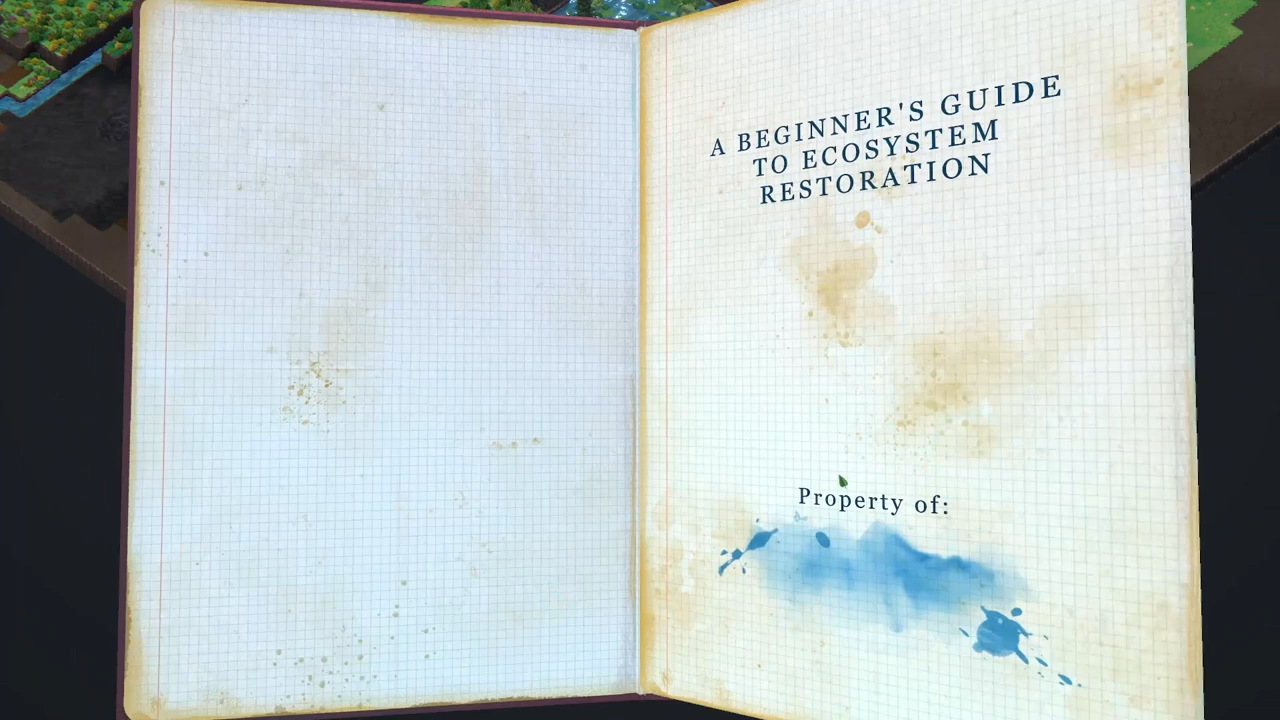 A BEGINNER'S GUIDE
TO ECOSYSTEM
RESTORATION
Property of: